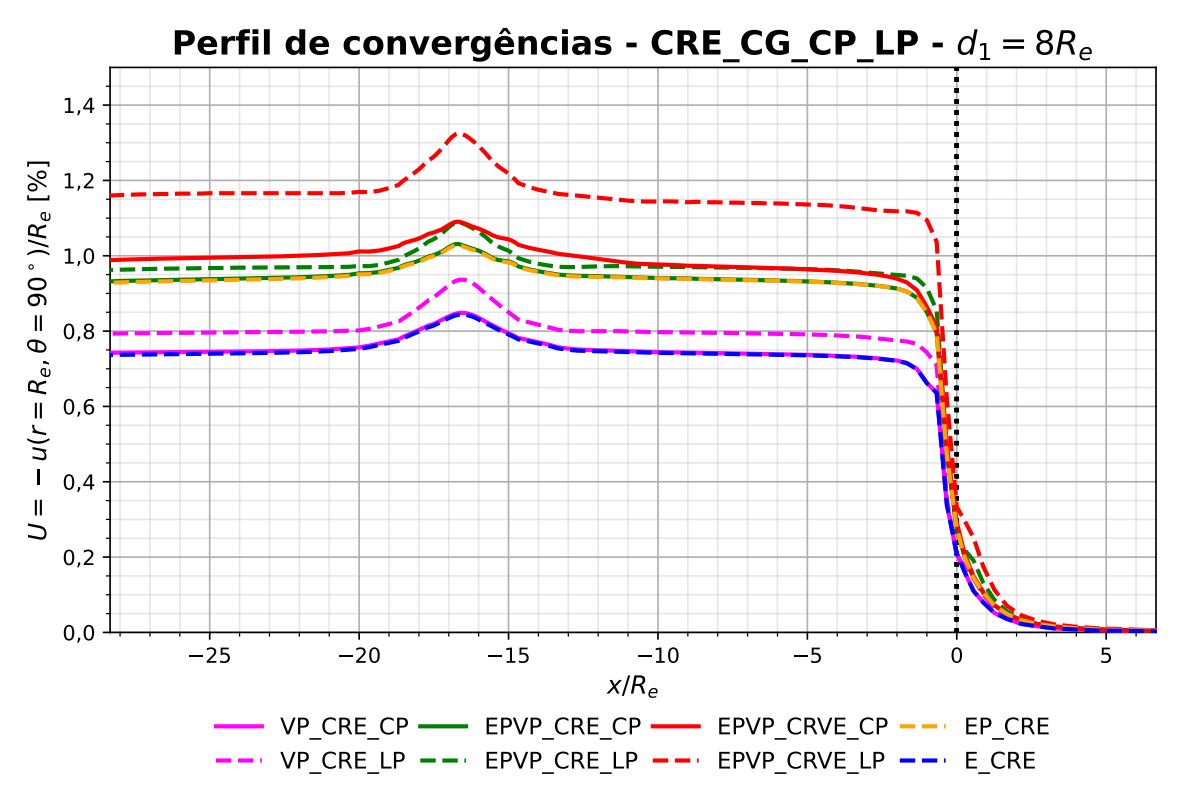 Perfil de convergências - CRE_CG_CP_LP - d₁ = 8Rₑ
U = − u(r = Rₑ, θ = 90°)/Rₑ [%]
1,4
1,2
1,0
0,8
0,6
0,4
0,2
0,0
−25 −20 −15 −10 −5 0 5
x/Rₑ
VP_CRE_CP EPVP_CRE_CP EPVP_CRVE_CP EP_CRE
VP_CRE_LP EPVP_CRE_LP EPVP_CRVE_LP E_CRE